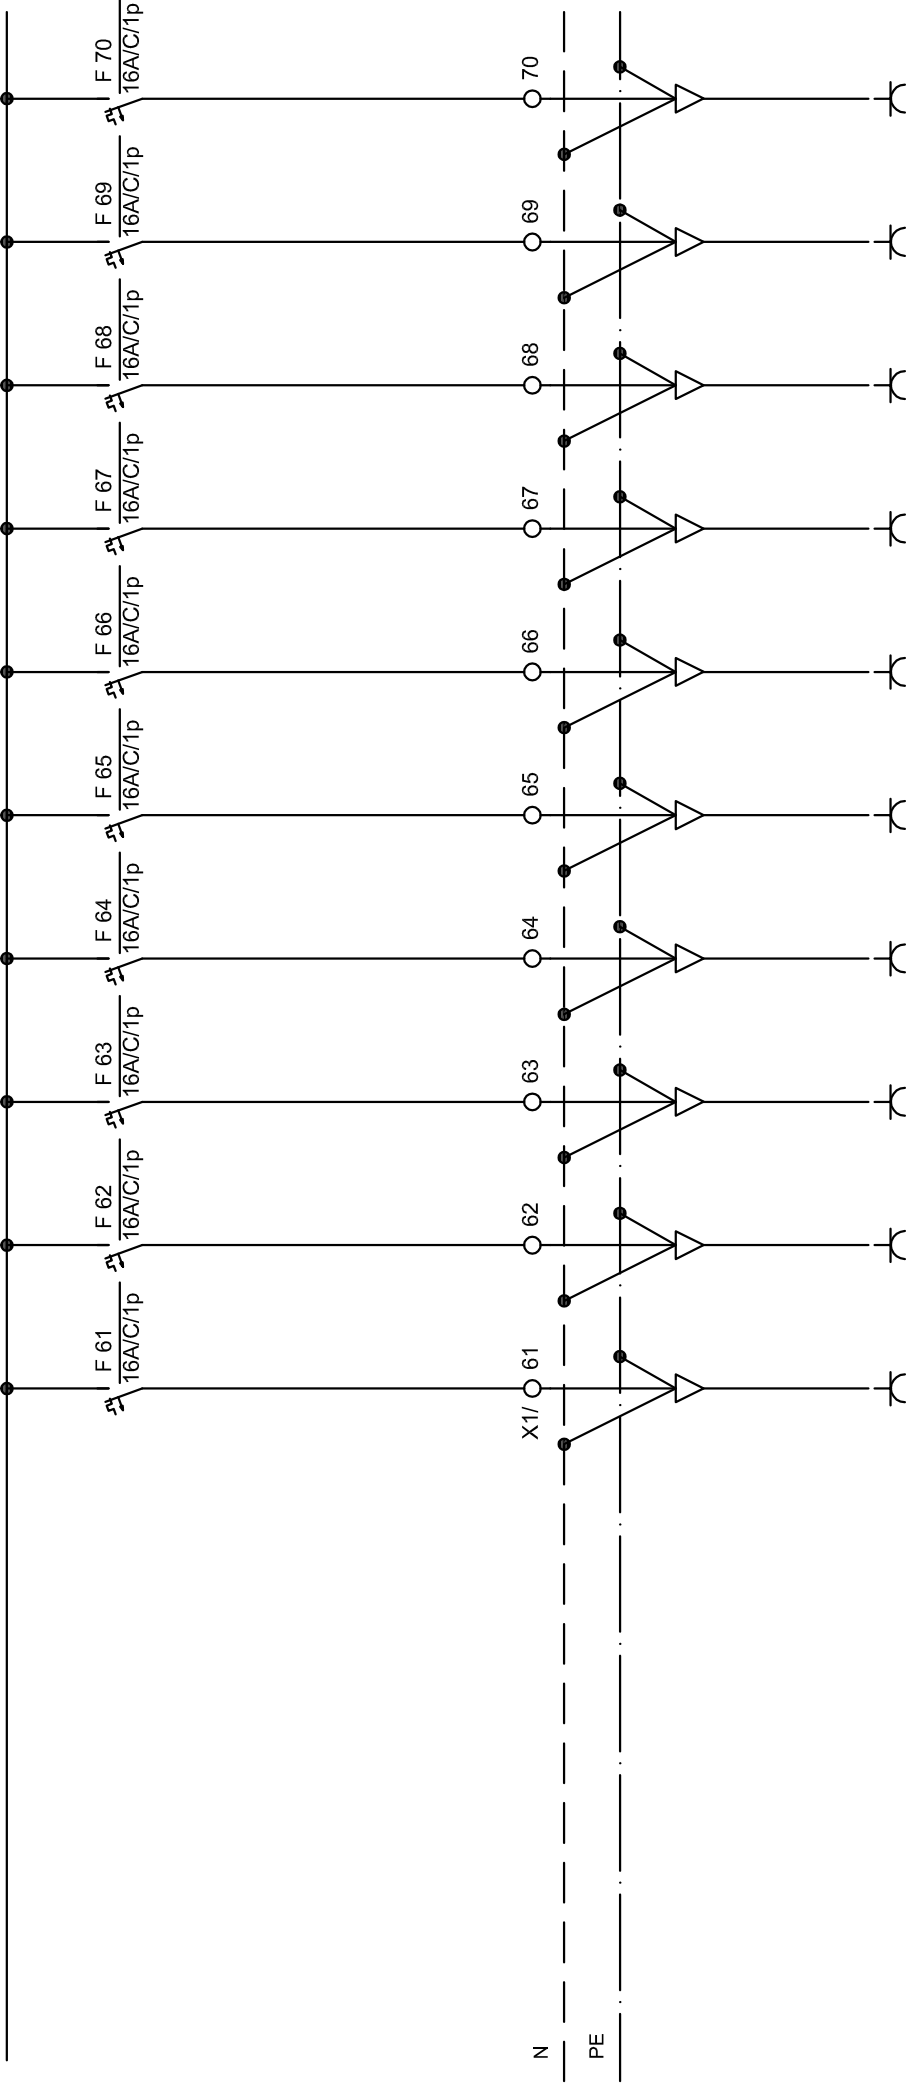 F 61
16A/C/1p
F 62
16A/C/1p
F 63
16A/C/1p
F 64
16A/C/1p
F 65
16A/C/1p
F 66
16A/C/1p
F 67
16A/C/1p
F 68
16A/C/1p
F 69
16A/C/1p
F 70
16A/C/1p
X1/ 61
62
63
64
65
66
67
68
69
70
N
PE